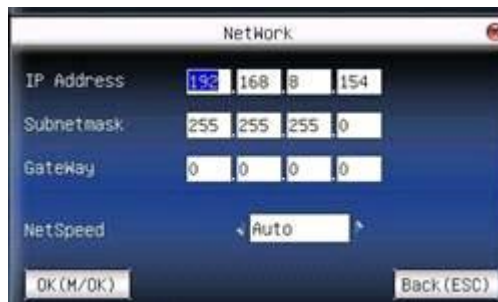 NetWork
IP Address 192 .168 .8 .154
Subnetmask 255 .255 .255 .0
GateWay 0 .0 .0 .0
NetSpeed Auto
OK(M/OK) Back(ESC)